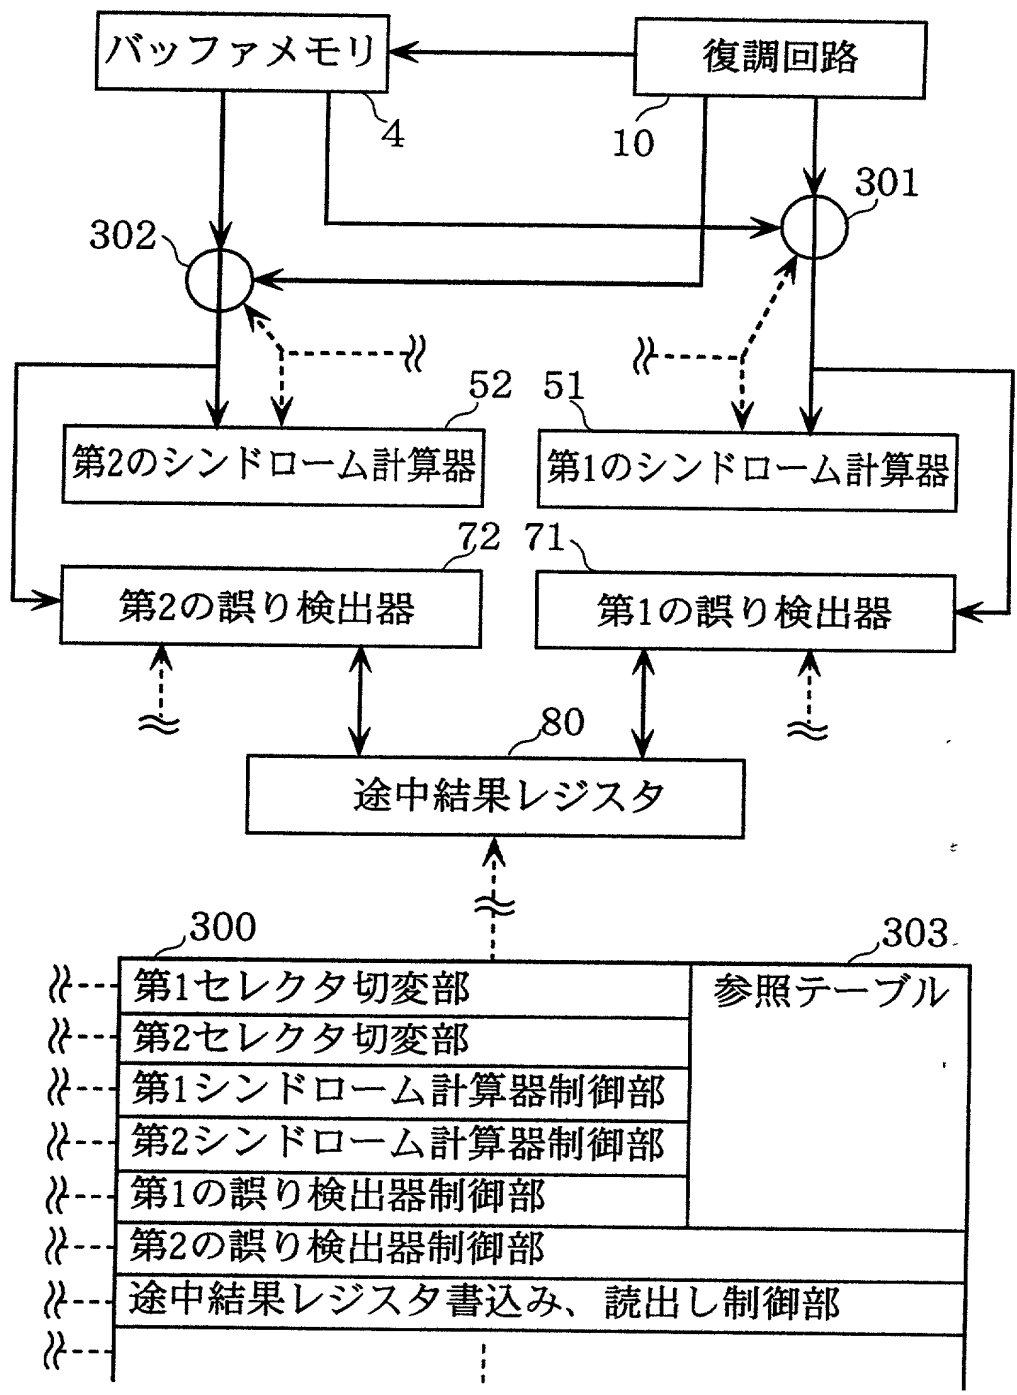 バッファメモリ
復調回路
4
10
301
302
52
51
第2のシンドローム計算器
第1のシンドローム計算器
72
71
第2の誤り検出器
第1の誤り検出器
80
途中結果レジスタ
300
303
第1セレクタ切変部
参照テーブル
第2セレクタ切変部
第1シンドローム計算器制御部
第2シンドローム計算器制御部
第1の誤り検出器制御部
第2の誤り検出器制御部
途中結果レジスタ書込み、読出し制御部